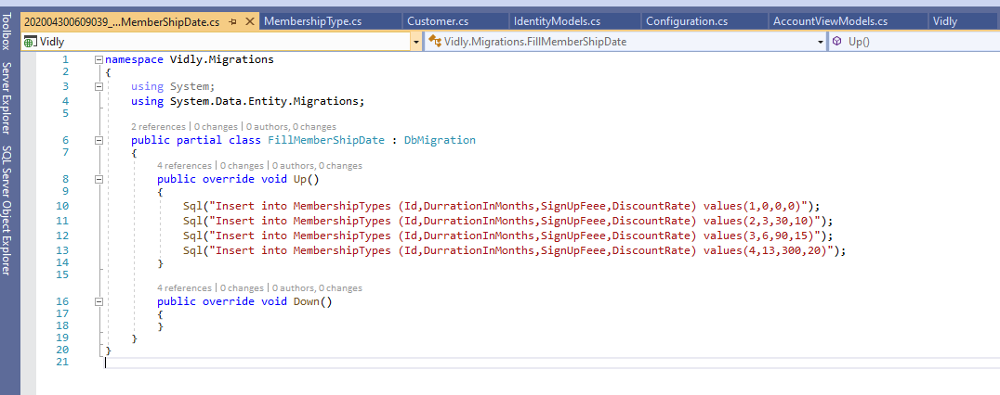 202004300609039_...MemberShipDate.cs
MembershipType.cs
Customer.cs
IdentityModels.cs
Configuration.cs
AccountViewModels.cs
Vidly
Toolbox
Server Explorer
SQL Server Object Explorer
Vidly
Vidly.Migrations.FillMemberShipDate
Up()
1 namespace Vidly.Migrations
2 {
3 using System;
4 using System.Data.Entity.Migrations;
5
2 references | 0 changes | 0 authors, 0 changes
6 public partial class FillMemberShipDate : DbMigration
7 {
4 references | 0 changes | 0 authors, 0 changes
8 public override void Up()
9 {
10 Sql("Insert into MembershipTypes (Id,DurrationInMonths,SignUpFeee,DiscountRate) values(1,0,0,0)");
11 Sql("Insert into MembershipTypes (Id,DurrationInMonths,SignUpFeee,DiscountRate) values(2,3,30,10)");
12 Sql("Insert into MembershipTypes (Id,DurrationInMonths,SignUpFeee,DiscountRate) values(3,6,90,15)");
13 Sql("Insert into MembershipTypes (Id,DurrationInMonths,SignUpFeee,DiscountRate) values(4,13,300,20)");
14 }
15
4 references | 0 changes | 0 authors, 0 changes
16 public override void Down()
17 {
18 }
19 }
20 }
21